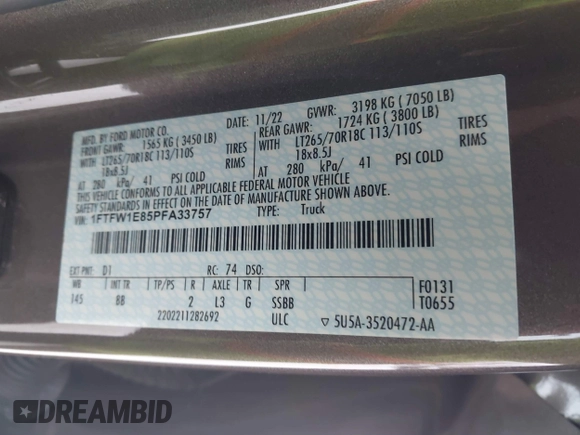 MFD. BY FORD MOTOR CO.
DATE: 11/22 GVWR: 3198 KG ( 7050 LB)
FRONT GAWR: 1565 KG ( 3450 LB) REAR GAWR: 1724 KG ( 3800 LB)
WITH LT265/70R18C 113/110S TIRES WITH LT265/70R18C 113/110S TIRES
18x8.5J RIMS 18x8.5J RIMS
AT 280 kPa/ 41 PSI COLD AT 280 kPa/ 41 PSI COLD
THIS VEHICLE CONFORMS TO ALL APPLICABLE FEDERAL MOTOR VEHICLE
SAFETY STANDARDS IN EFFECT ON THE DATE OF MANUFACTURE SHOWN ABOVE.
VIN: 1FTFW1E85PFA33757 TYPE: Truck
EXT PNT: D1 RC: 74 DSO:
WB INT TR TP/PS R AXLE TR SPR
145 BB 2 L3 G SSBB
F0131
T0655
2202211282692 ULC ▽ 5U5A-3520472-AA
DREAMBID